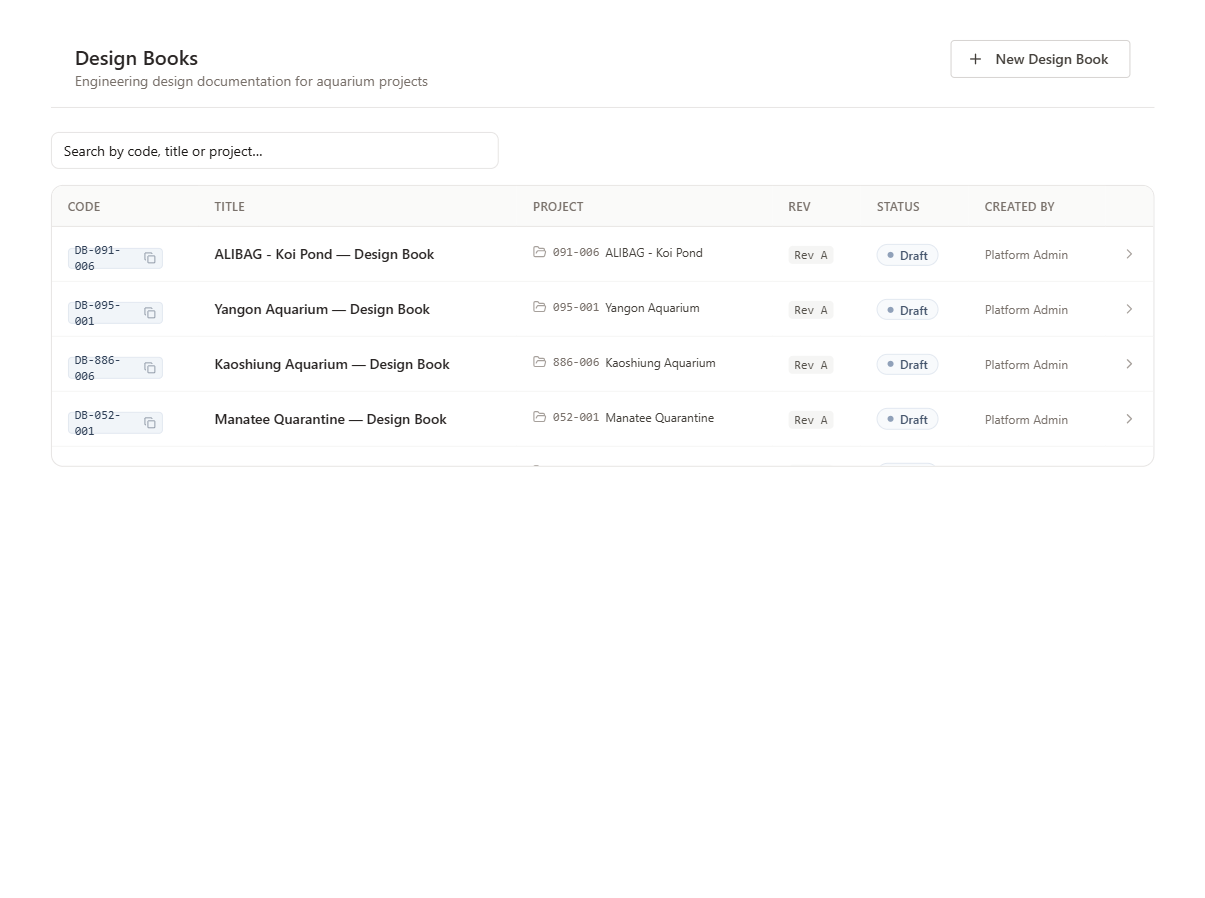 Design Books
Engineering design documentation for aquarium projects
New Design Book
Search by code, title or project...
CODE TITLE PROJECT REV STATUS CREATED BY
DB-091-
006
ALIBAG - Koi Pond — Design Book 091-006 ALIBAG - Koi Pond Rev A Draft Platform Admin
DB-095-
001
Yangon Aquarium — Design Book 095-001 Yangon Aquarium Rev A Draft Platform Admin
DB-886-
006
Kaoshiung Aquarium — Design Book 886-006 Kaoshiung Aquarium Rev A Draft Platform Admin
DB-052-
001
Manatee Quarantine — Design Book 052-001 Manatee Quarantine Rev A Draft Platform Admin